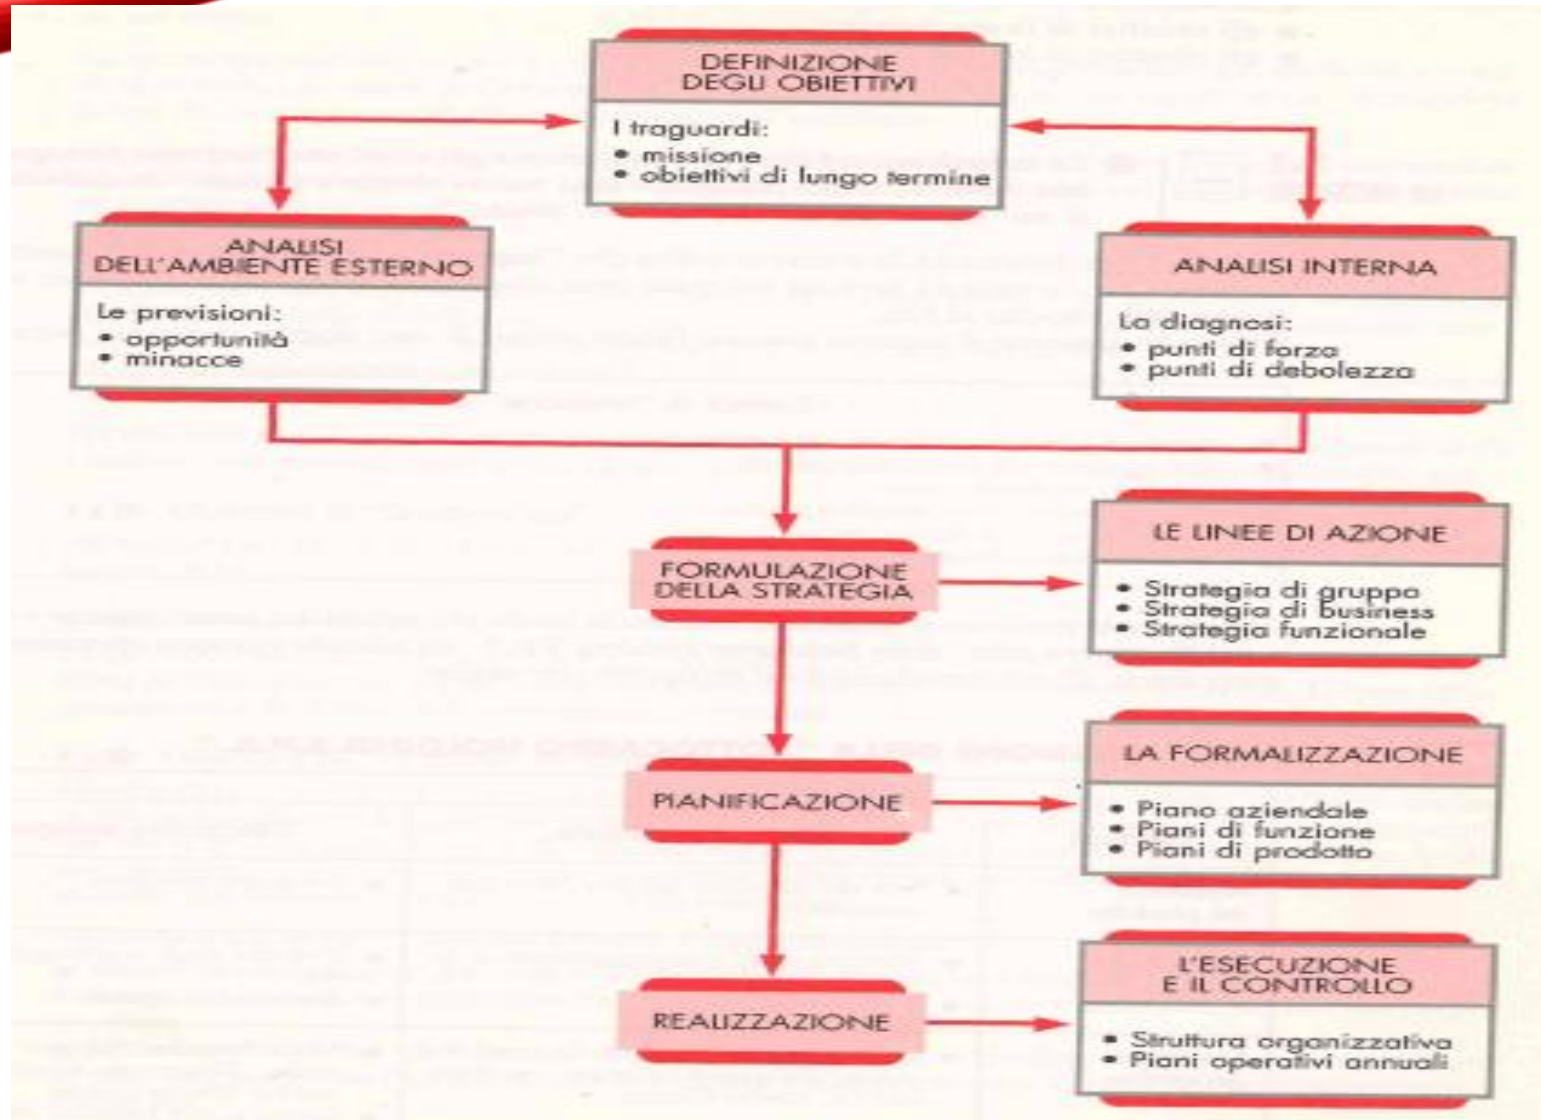 DEFINIZIONE
DEGLI OBIETTIVI
I traguardi:
• missione
• obiettivi di lungo termine
ANALISI
DELL'AMBIENTE ESTERNO
Le previsioni:
• opportunità
• minacce
ANALISI INTERNA
La diagnosi:
• punti di forza
• punti di debolezza
FORMULAZIONE
DELLA STRATEGIA
LE LINEE DI AZIONE
• Strategia di gruppo
• Strategia di business
• Strategia funzionale
PIANIFICAZIONE
LA FORMALIZZAZIONE
• Piano aziendale
• Piani di funzione
• Piani di prodotto
REALIZZAZIONE
L'ESECUZIONE
E IL CONTROLLO
• Struttura organizzativa
• Piani operativi annuali